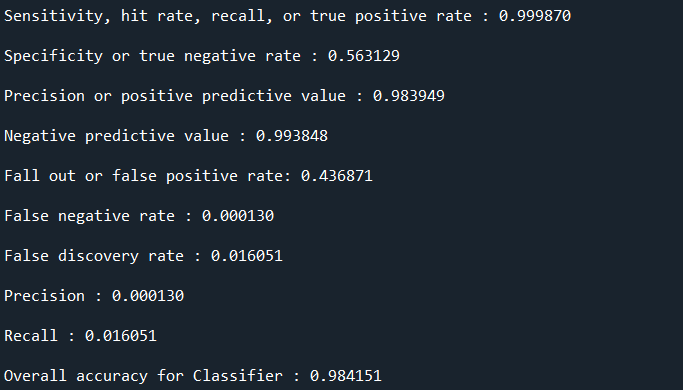 Sensitivity, hit rate, recall, or true positive rate : 0.999870
Specificity or true negative rate : 0.563129
Precision or positive predictive value : 0.983949
Negative predictive value : 0.993848
Fall out or false positive rate: 0.436871
False negative rate : 0.000130
False discovery rate : 0.016051
Precision : 0.000130
Recall : 0.016051
Overall accuracy for Classifier : 0.984151